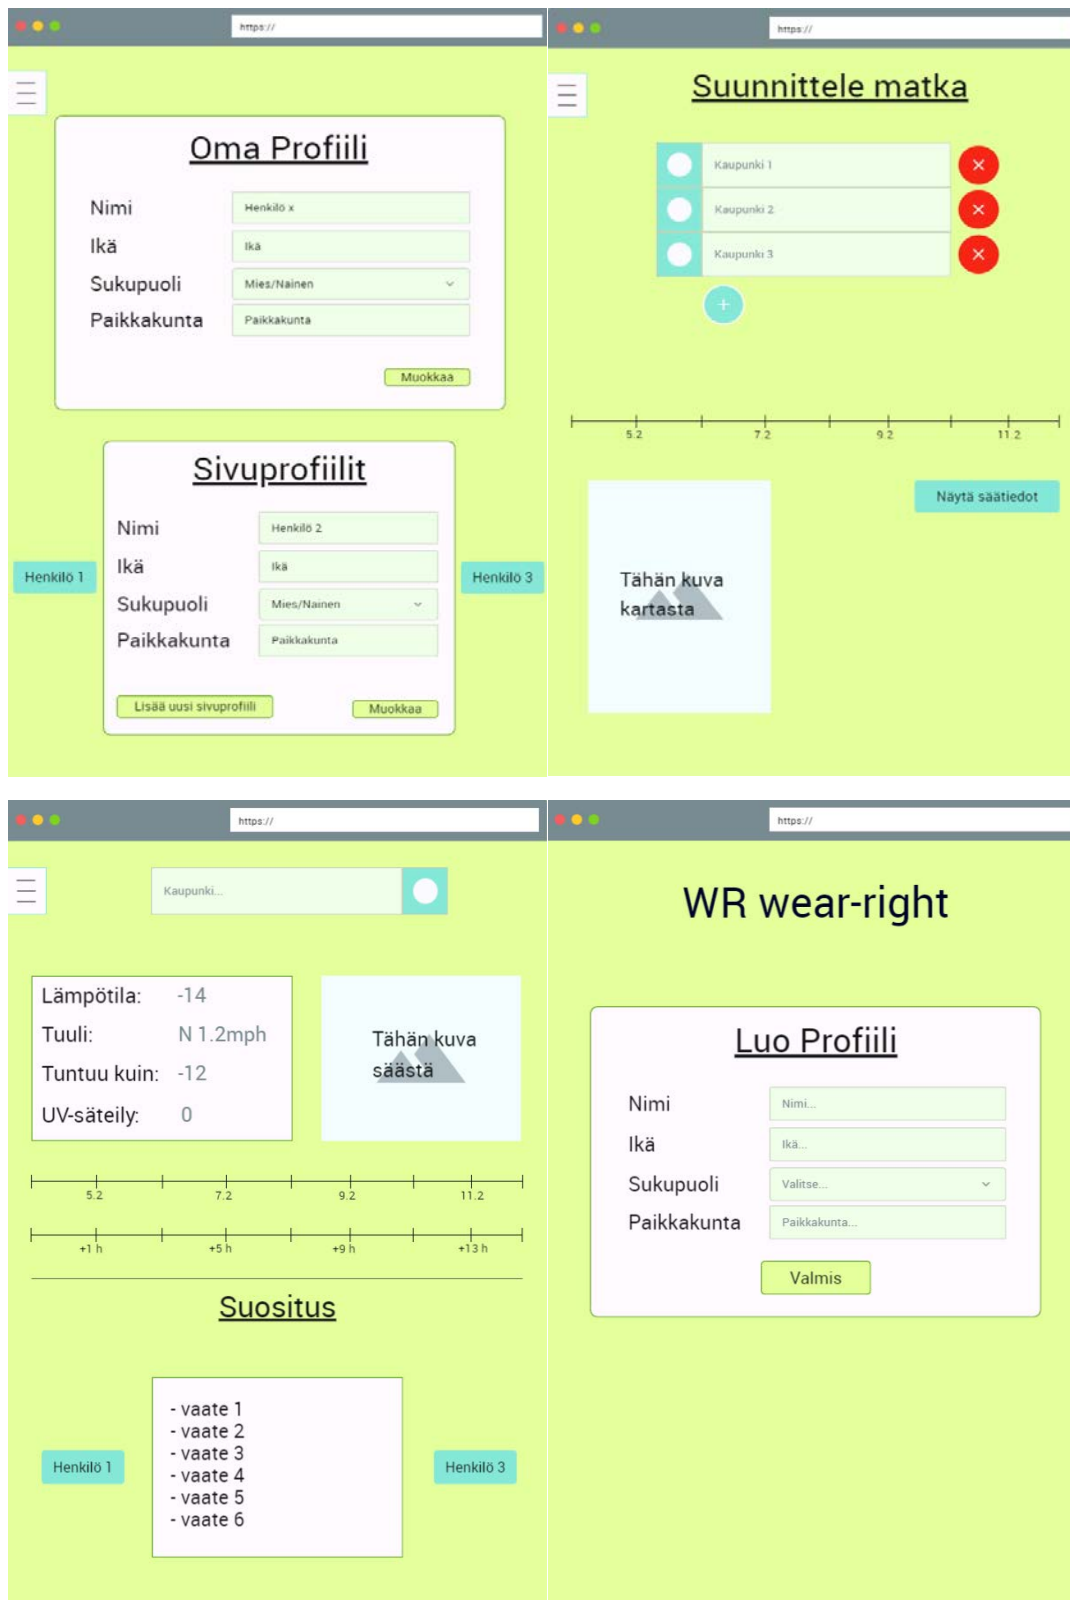 https://
Oma Profiili
Nimi
Henkilö x
Ikä
Ikä
Sukupuoli
Mies/Nainen
Paikkakunta
Paikkakunta
Muokkaa
Sivuprofiilit
Nimi
Henkilö 2
Ikä
Ikä
Sukupuoli
Mies/Nainen
Paikkakunta
Paikkakunta
Henkilö 1
Henkilö 3
Lisää uusi sivuprofiili
Muokkaa
https://
Suunnittele matka
Kaupunki 1
Kaupunki 2
Kaupunki 3
5.2 7.2 9.2 11.2
Näytä säätiedot
Tähän kuva
kartasta
https://
Kaupunki...
Lämpötila: -14
Tuuli: N 1.2mph
Tuntuu kuin: -12
UV-säteily: 0
Tähän kuva
säästä
5.2 7.2 9.2 11.2
+1 h +5 h +9 h +13 h
Suositus
- vaate 1
- vaate 2
- vaate 3
- vaate 4
- vaate 5
- vaate 6
Henkilö 1
Henkilö 3
https://
WR wear-right
Luo Profiili
Nimi
Nimi...
Ikä
Ikä...
Sukupuoli
Valitse...
Paikkakunta
Paikkakunta...
Valmis